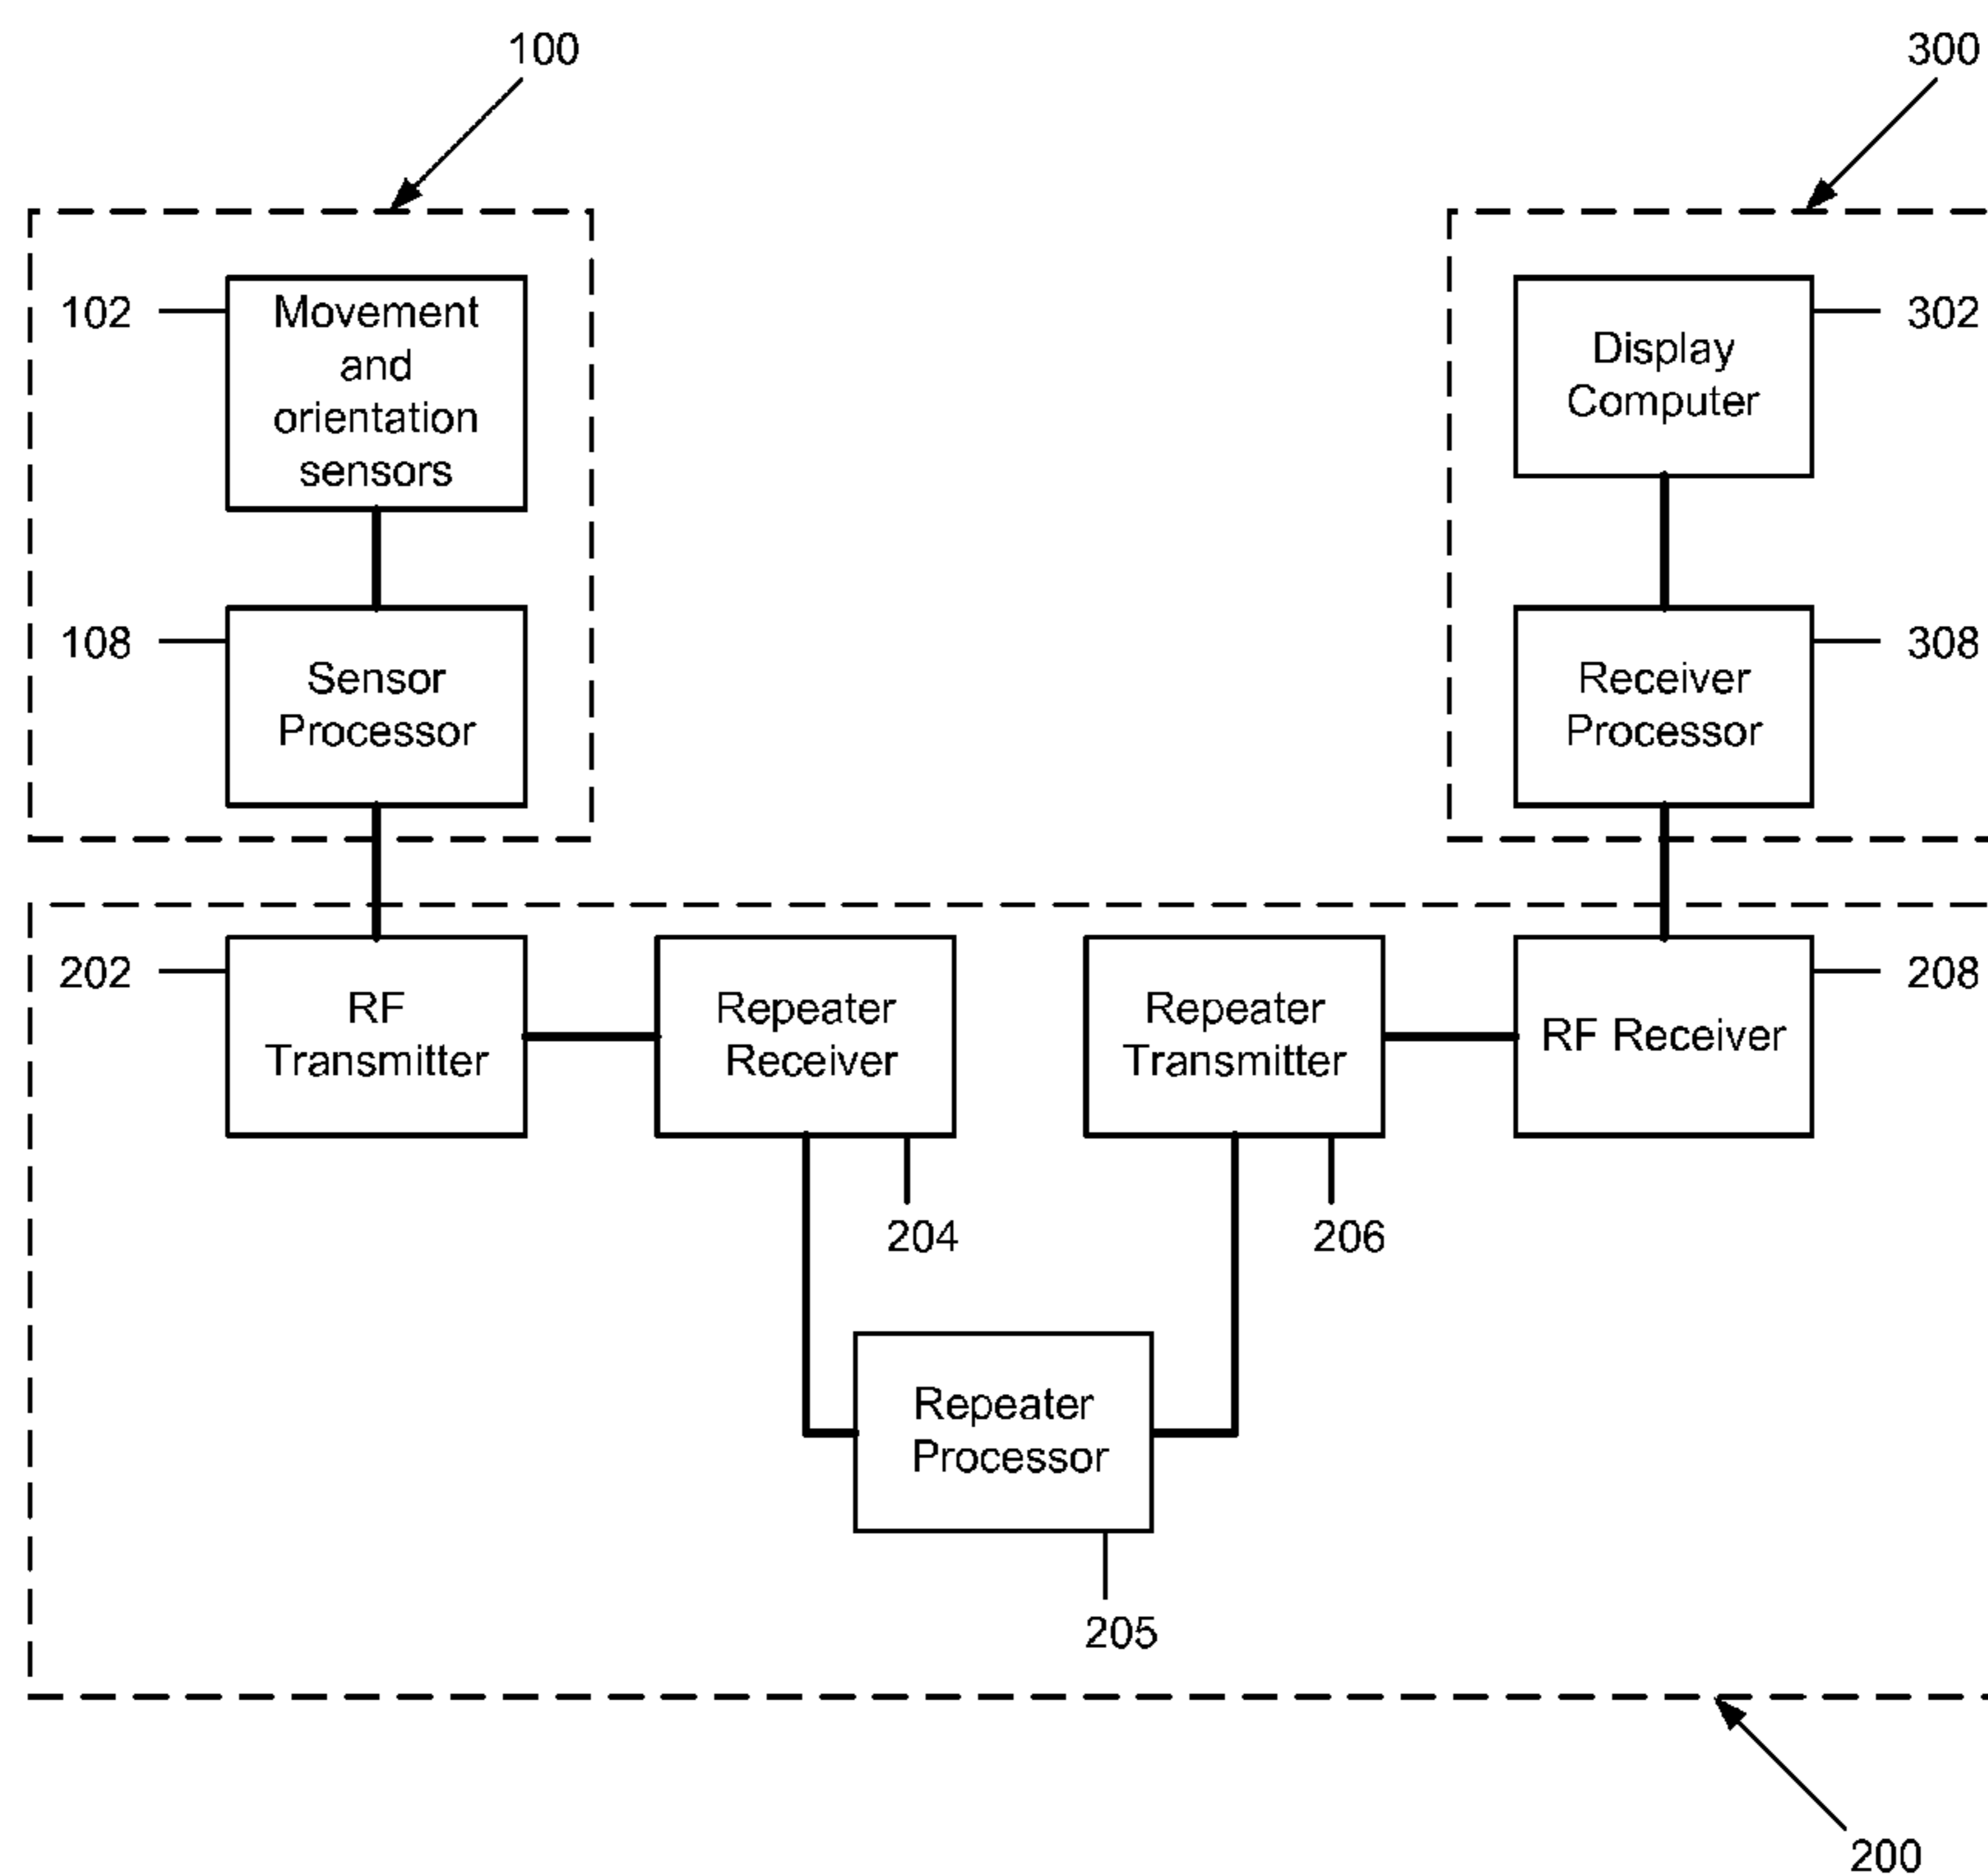 100
300
102
Movement
and
orientation
sensors
Display
Computer
302
108
Sensor
Processor
Receiver
Processor
308
202
RF
Transmitter
Repeater
Receiver
Repeater
Transmitter
RF Receiver
208
204
206
Repeater
Processor
205
200